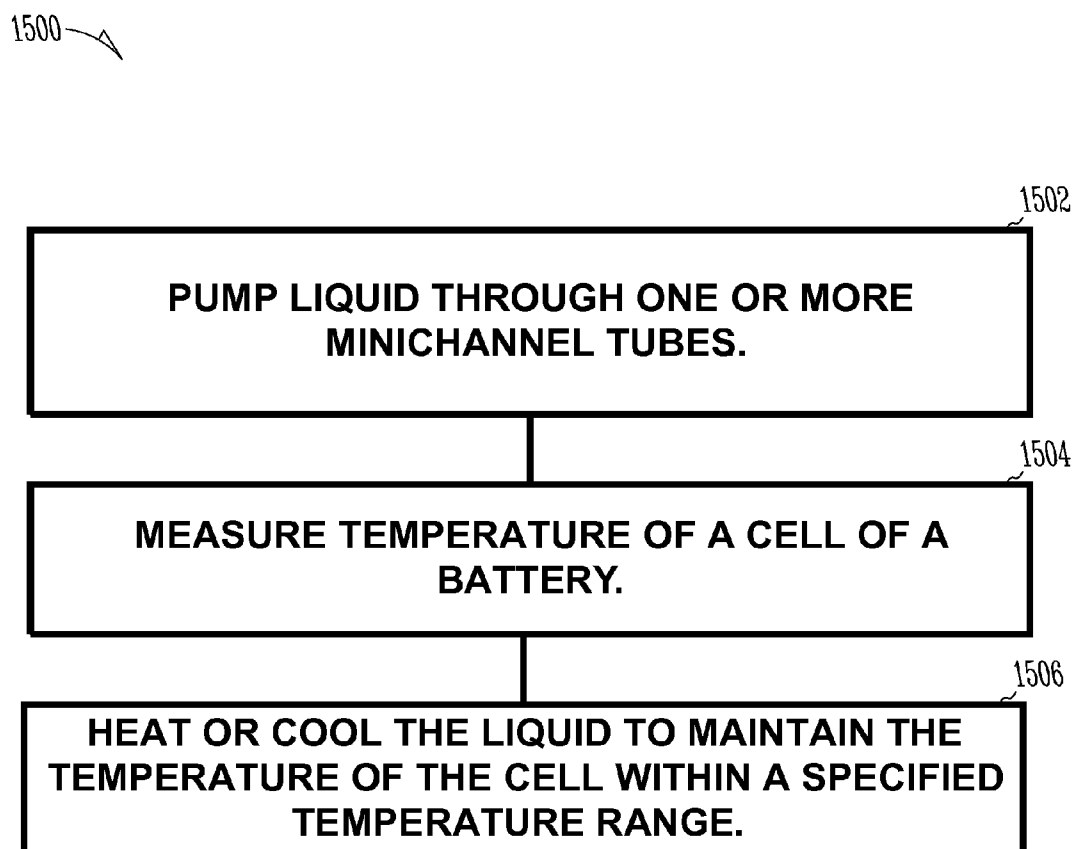 1500
1502
PUMP LIQUID THROUGH ONE OR MORE
MINICHANNEL TUBES.
1504
MEASURE TEMPERATURE OF A CELL OF A
BATTERY.
1506
HEAT OR COOL THE LIQUID TO MAINTAIN THE
TEMPERATURE OF THE CELL WITHIN A SPECIFIED
TEMPERATURE RANGE.